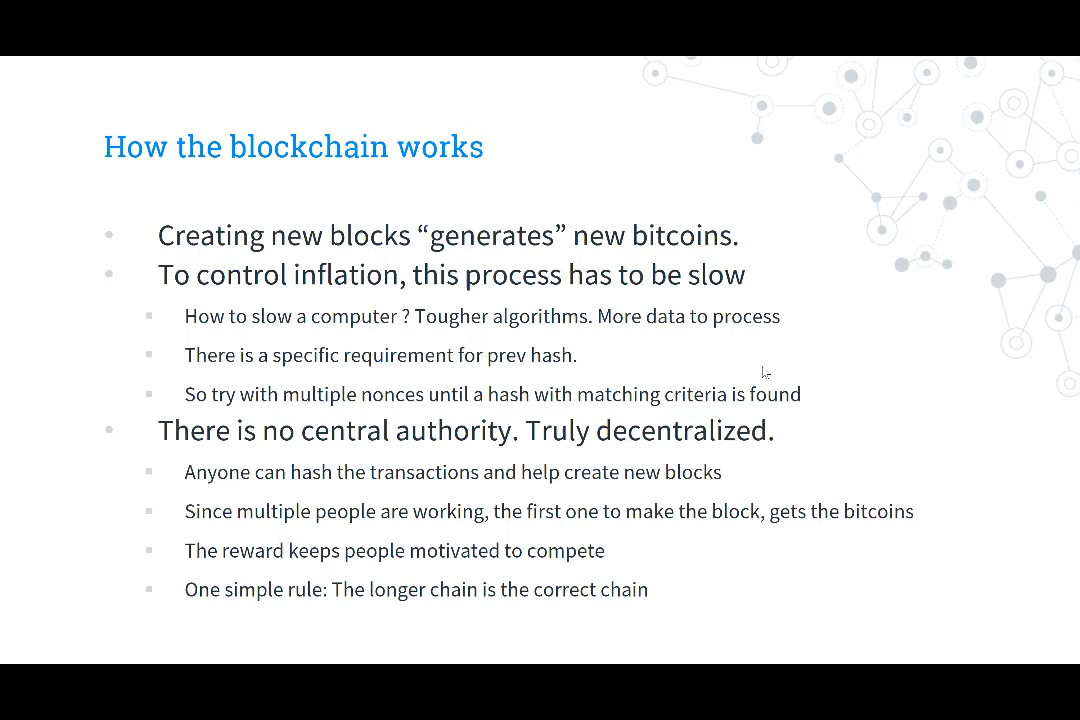 How the blockchain works
Creating new blocks “generates” new bitcoins.
To control inflation, this process has to be slow
How to slow a computer ? Tougher algorithms. More data to process
There is a specific requirement for prev hash.
So try with multiple nonces until a hash with matching criteria is found
There is no central authority. Truly decentralized.
Anyone can hash the transactions and help create new blocks
Since multiple people are working, the first one to make the block, gets the bitcoins
The reward keeps people motivated to compete
One simple rule: The longer chain is the correct chain